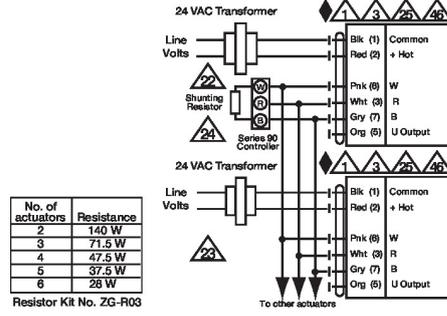 24 VAC Transformer
1 3 25 46
Line
Volts
Blk (1) Common
Red (2) + Hot
22
Shunting
Resistor
W
R
B
Pnk (6) W
Wht (3) R
Gry (7) B
Org (5) U Output
24
Series 90
Controller
24 VAC Transformer
1 3 25 46
Line
Volts
Blk (1) Common
Red (2) + Hot
23
Pnk (6) W
Wht (3) R
Gry (7) B
Org (5) U Output
To other actuators
No. of
actuators Resistance
2 140 W
3 71.5 W
4 47.5 W
5 37.5 W
6 28 W
Resistor Kit No. ZG-R03